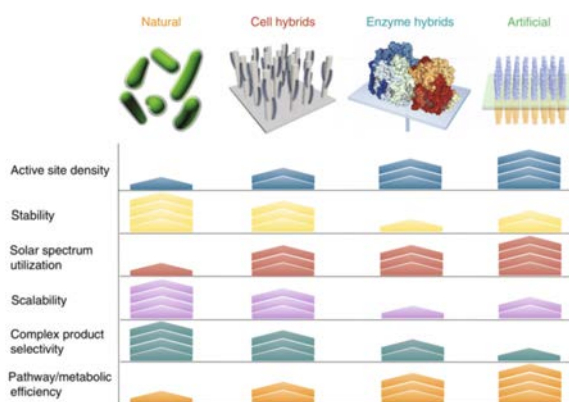 Natural Cell hybrids Enzyme hybrids Artificial
Active site density
Stability
Solar spectrum
utilization
Scalability
Complex product
selectivity
Pathway/metabolic
efficiency